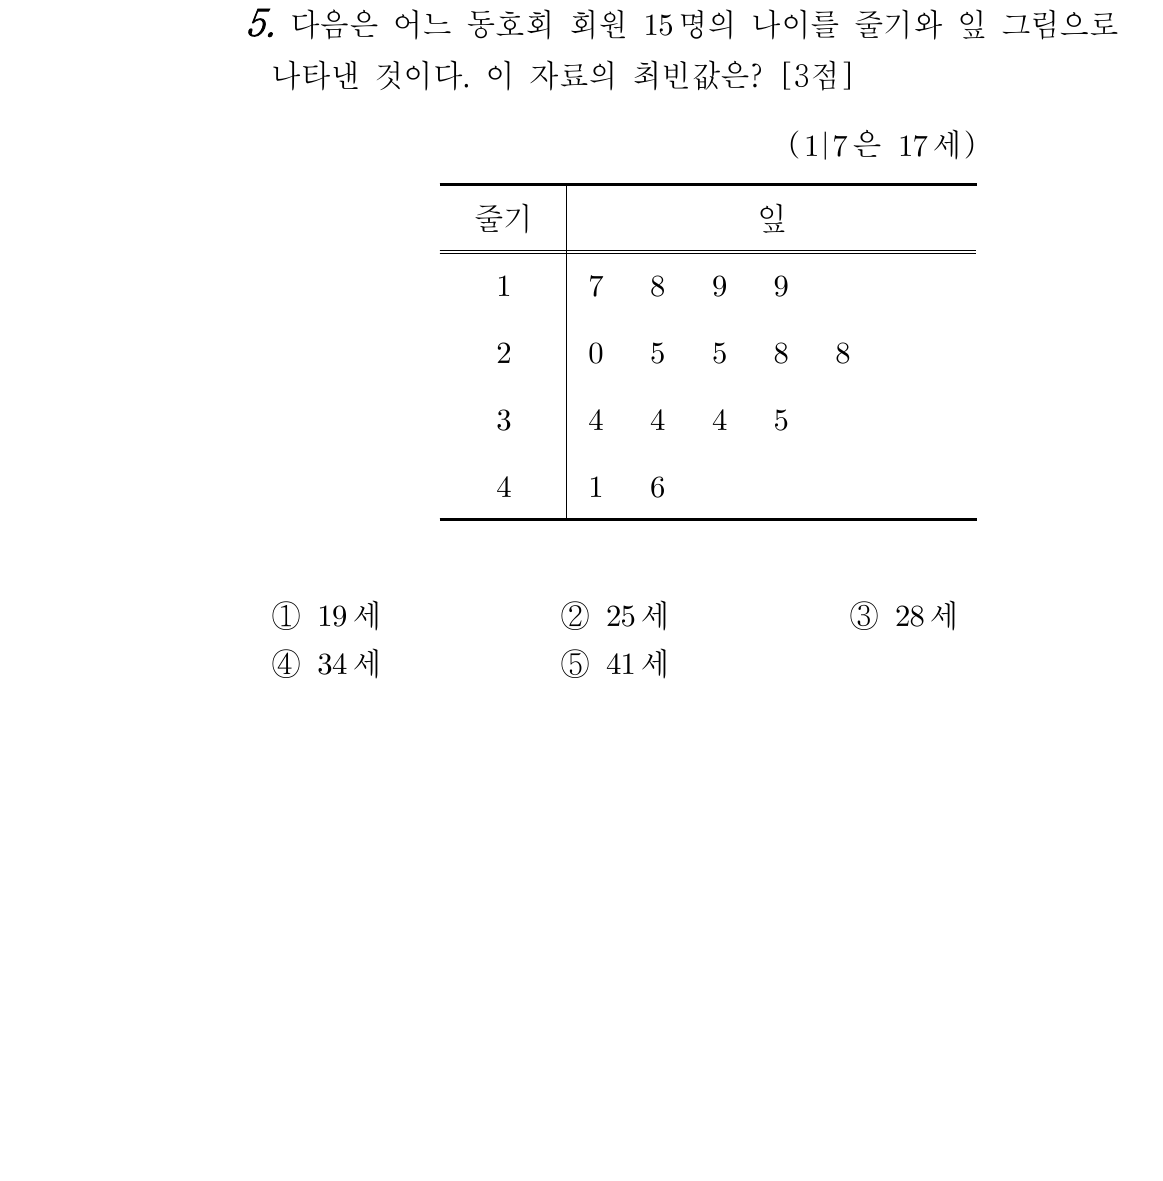 5. 다음은 어느 동호회 회원 15명의 나이를 줄기와 잎 그림으로
나타낸 것이다. 이 자료의 최빈값은? [3점]
(1|7은 17세)
줄기 잎
1 7 8 9 9
2 0 5 5 8 8
3 4 4 4 5
4 1 6
① 19세 ② 25세 ③ 28세
④ 34세 ⑤ 41세